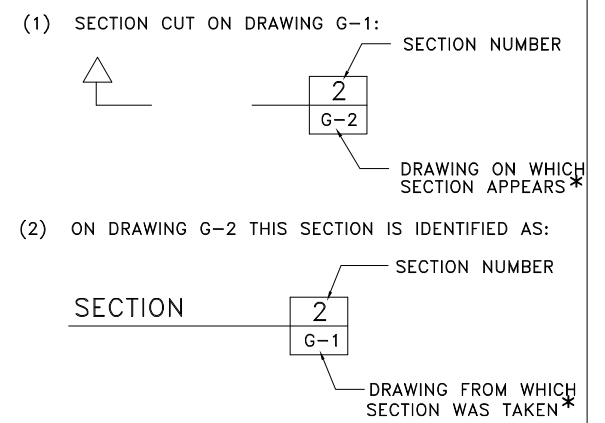 (1) SECTION CUT ON DRAWING G-1:
SECTION NUMBER
2
G-2
DRAWING ON WHICH
SECTION APPEARS*
(2) ON DRAWING G-2 THIS SECTION IS IDENTIFIED AS:
SECTION NUMBER
SECTION
2
G-1
DRAWING FROM WHICH
SECTION WAS TAKEN*